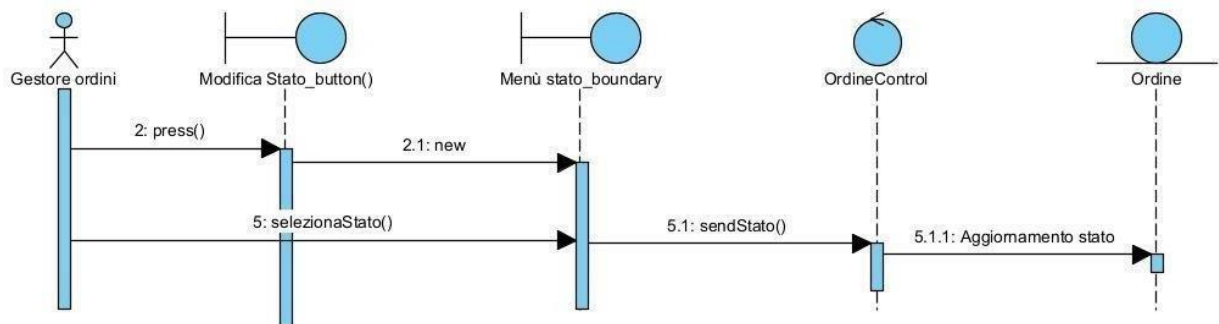 Gestore ordini
Modifica Stato_button()
Menù stato_boundary
OrdineControl
Ordine
2: press()
2.1: new
5: selezionaStato()
5.1: sendStato()
5.1.1: Aggiornamento stato